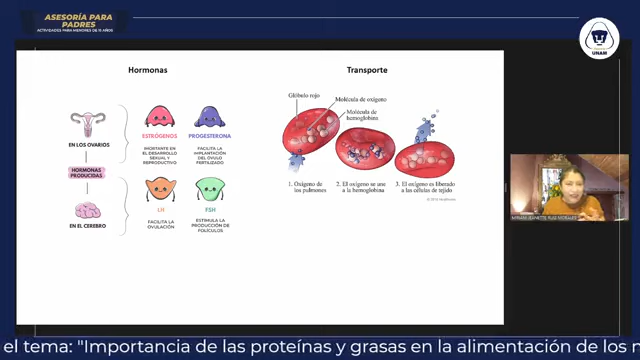 ASESORÍA PARA
PADRES
ACTIVIDADES PARA MENORES DE 15 AÑOS
UNAM
Hormonas
EN LOS OVARIOS
HORMONAS
PRODUCIDAS
EN EL CEREBRO
ESTRÓGENOS
IMORTANTE EN
EL DESARROLLO
SEXUAL Y
REPRODUCTIVO
PROGESTERONA
FACILITA LA
IMPLANTACIÓN
DEL ÓVULO
FERTILIZADO
LH
FACILITA LA
OVULACIÓN
FSH
ESTIMULA LA
PRODUCCIÓN DE
FOLÍCULOS
Transporte
Glóbulo rojo
Molécula de oxígeno
Molécula de
hemoglobina
1. Oxígeno de
los pulmones
2. El oxígeno se une
a la hemoglobina
3. El oxígeno es liberado
a las células de tejido
MIRIAM JEANETTE RUIZ MORALES
el tema: "Importancia de las proteínas y grasas en la alimentación de los